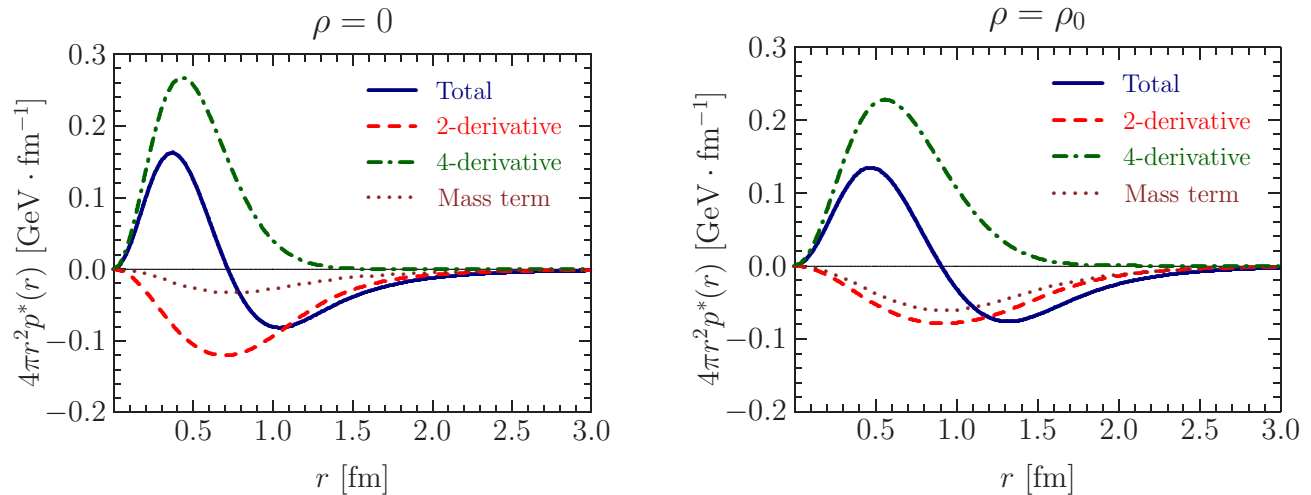 ρ = 0
4πr²p*(r) [GeV · fm⁻¹]
0.3
0.2
0.1
0.0
−0.1
−0.2
Total
2-derivative
4-derivative
Mass term
0.5 1.0 1.5 2.0 2.5 3.0
r [fm]
ρ = ρ₀
4πr²p*(r) [GeV · fm⁻¹]
0.3
0.2
0.1
0.0
−0.1
−0.2
Total
2-derivative
4-derivative
Mass term
0.5 1.0 1.5 2.0 2.5 3.0
r [fm]